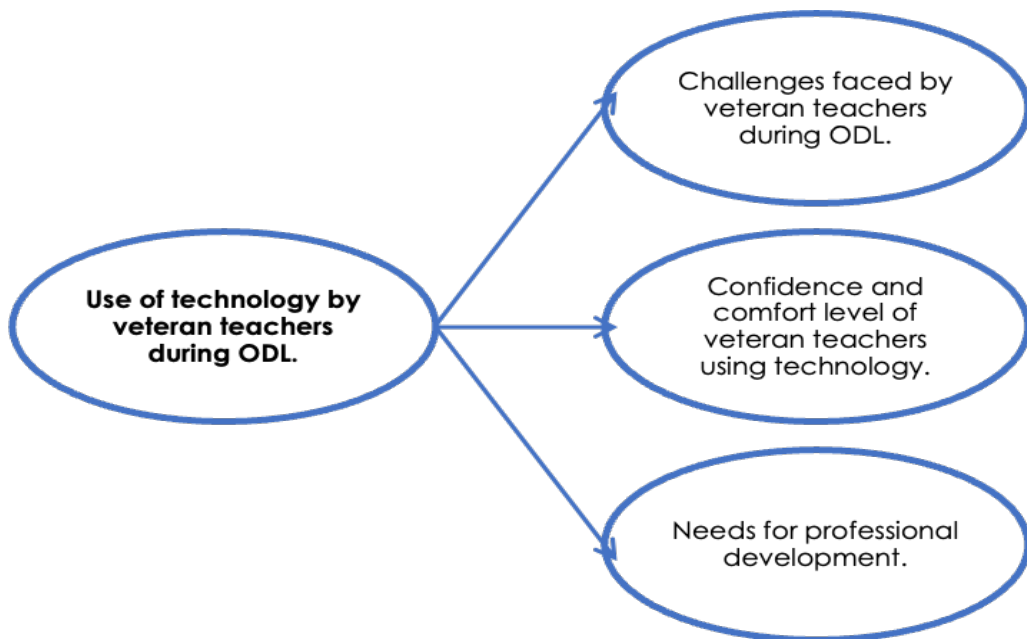 Challenges faced by
veteran teachers
during ODL.
Use of technology by
veteran teachers
during ODL.
Confidence and
comfort level of
veteran teachers
using technology.
Needs for professional
development.